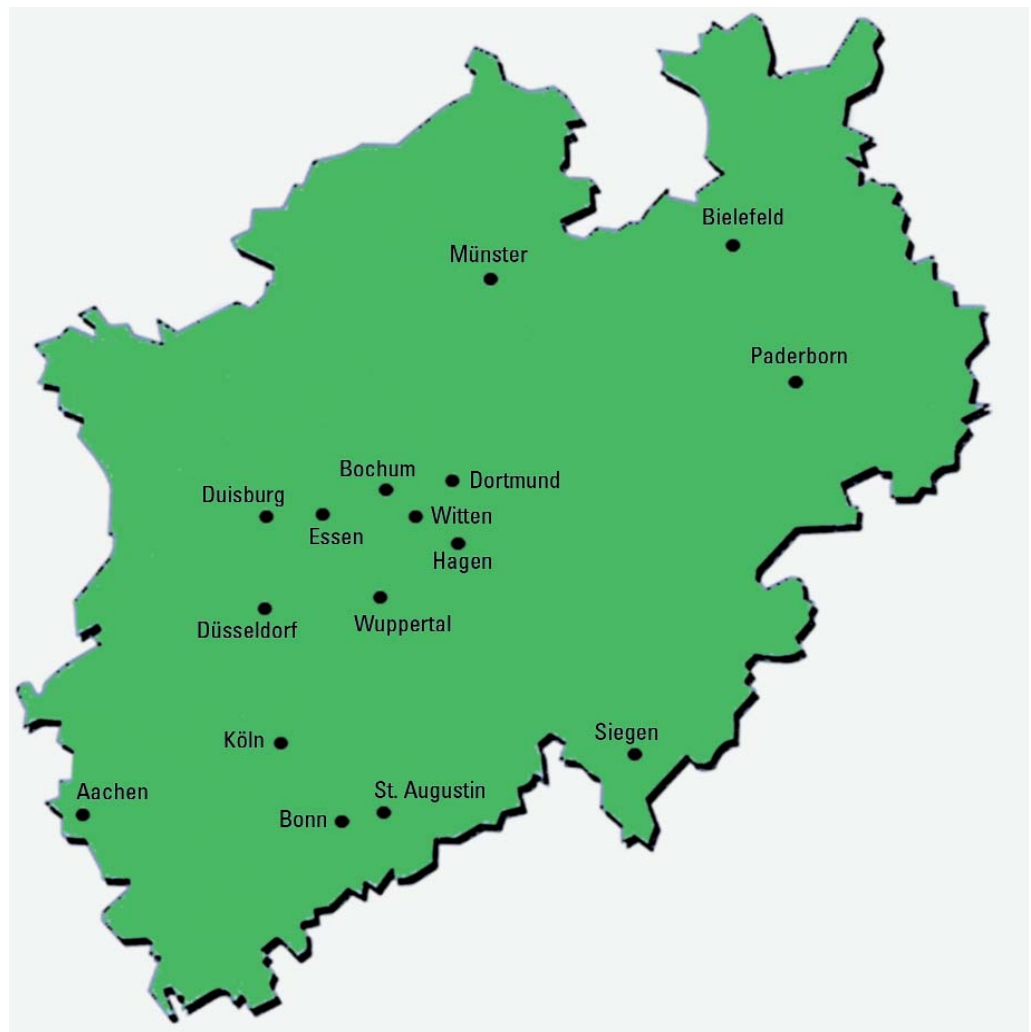 Bielefeld
Münster
Paderborn
Bochum
Dortmund
Duisburg
Witten
Essen
Hagen
Wuppertal
Düsseldorf
Siegen
Köln
St. Augustin
Aachen
Bonn